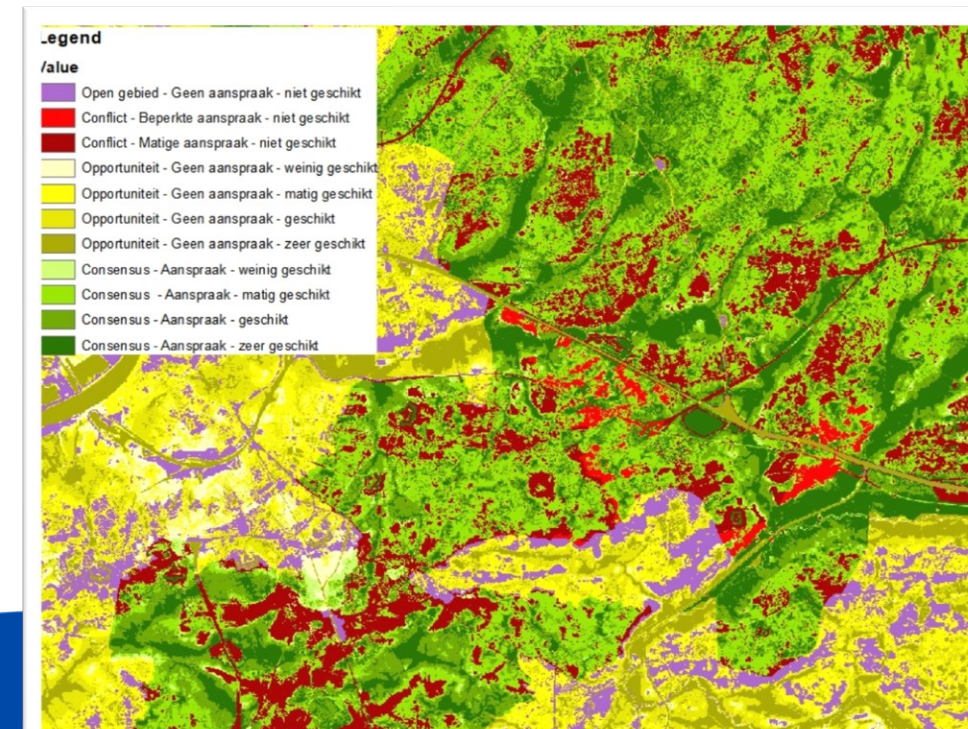 Legend
Value
Open gebied - Geen aanspraak - niet geschikt
Conflict - Beperkte aanspraak - niet geschikt
Conflict - Matige aanspraak - niet geschikt
Opportuniteit - Geen aanspraak - weinig geschikt
Opportuniteit - Geen aanspraak - matig geschikt
Opportuniteit - Geen aanspraak - geschikt
Opportuniteit - Geen aanspraak - zeer geschikt
Consensus - Aanspraak - weinig geschikt
Consensus - Aanspraak - matig geschikt
Consensus - Aanspraak - geschikt
Consensus - Aanspraak - zeer geschikt